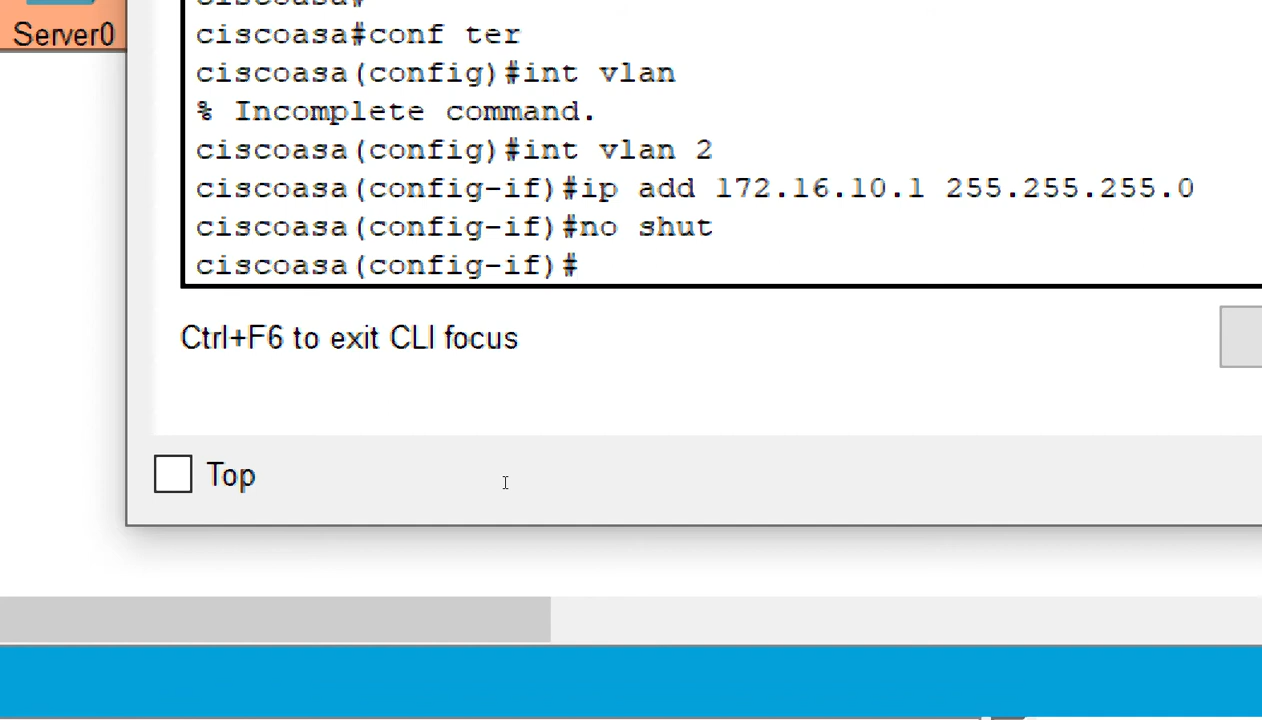 Server0
ciscoasa#
ciscoasa#conf ter
ciscoasa(config)#int vlan
% Incomplete command.
ciscoasa(config)#int vlan 2
ciscoasa(config-if)#ip add 172.16.10.1 255.255.255.0
ciscoasa(config-if)#no shut
ciscoasa(config-if)#
Ctrl+F6 to exit CLI focus
Top